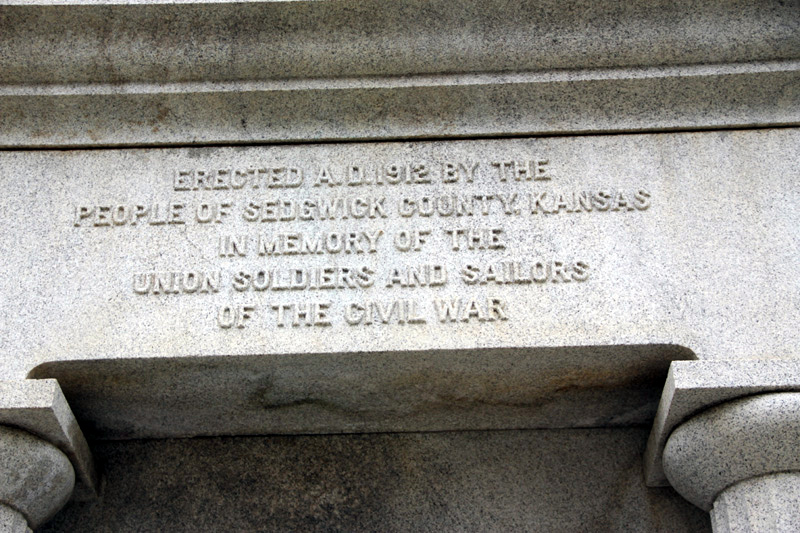 ERECTED A.D. 1912 BY THE
PEOPLE OF SEDGWICK COUNTY, KANSAS
IN MEMORY OF THE
UNION SOLDIERS AND SAILORS
OF THE CIVIL WAR